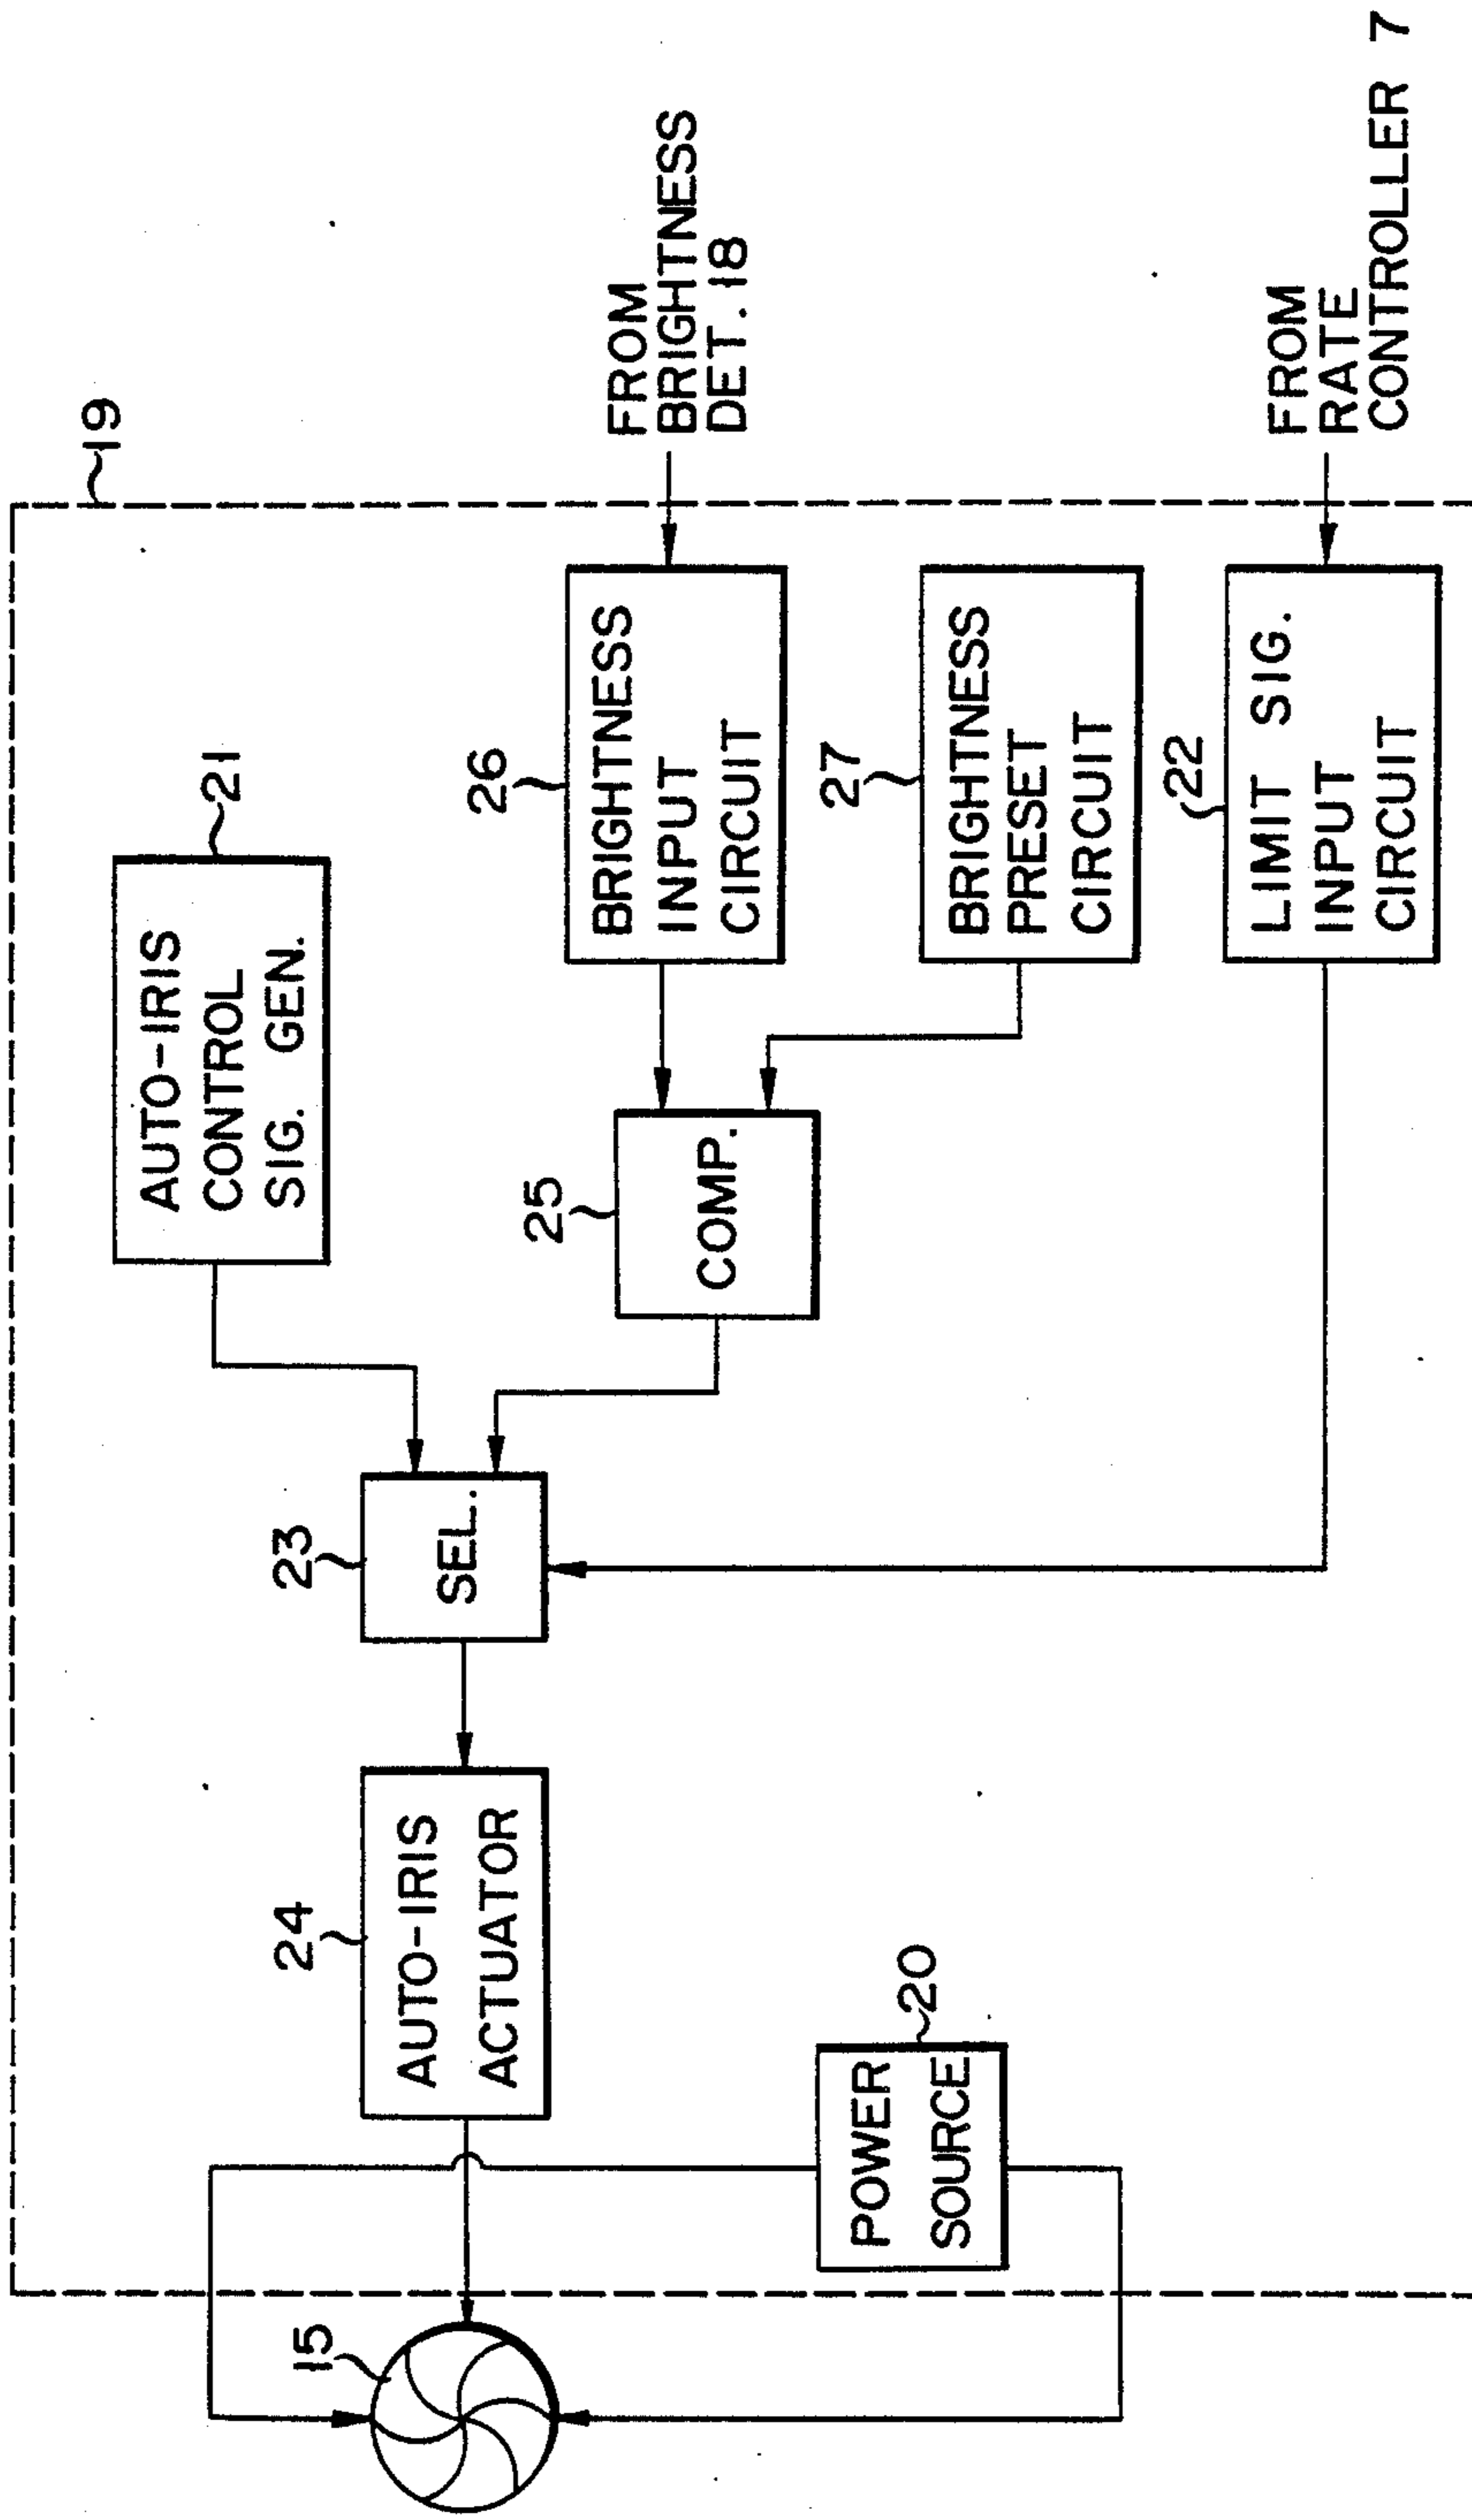 19
15
24
AUTO-IRIS
ACTUATOR
23
SEL.
21
AUTO-IRIS
CONTROL
SIG. GEN.
25
COMP.
26
BRIGHTNESS
INPUT
CIRCUIT
FROM
BRIGHTNESS
DET. 18
20
POWER
SOURCE
27
BRIGHTNESS
PRESET
CIRCUIT
22
LIMIT SIG.
INPUT
CIRCUIT
FROM
RATE
CONTROLLER 7